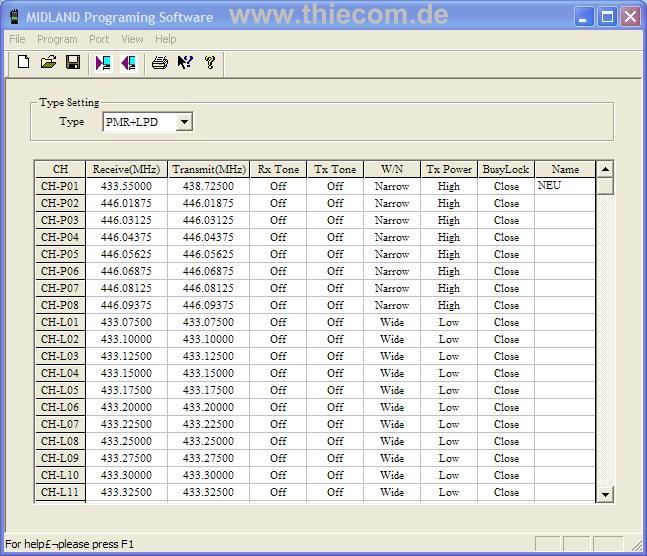 MIDLAND Programing Software www.thiecom.de
File Program Port View Help
Type Setting
Type PMR+LPD
CH Receive(MHz) Transmit(MHz) Rx Tone Tx Tone W/N Tx Power BusyLock Name
CH-P01 433.55000 438.72500 Off Off Narrow High Close NEU
CH-P02 446.01875 446.01875 Off Off Narrow High Close
CH-P03 446.03125 446.03125 Off Off Narrow High Close
CH-P04 446.04375 446.04375 Off Off Narrow High Close
CH-P05 446.05625 446.05625 Off Off Narrow High Close
CH-P06 446.06875 446.06875 Off Off Narrow High Close
CH-P07 446.08125 446.08125 Off Off Narrow High Close
CH-P08 446.09375 446.09375 Off Off Narrow High Close
CH-L01 433.07500 433.07500 Off Off Wide Low Close
CH-L02 433.10000 433.10000 Off Off Wide Low Close
CH-L03 433.12500 433.12500 Off Off Wide Low Close
CH-L04 433.15000 433.15000 Off Off Wide Low Close
CH-L05 433.17500 433.17500 Off Off Wide Low Close
CH-L06 433.20000 433.20000 Off Off Wide Low Close
CH-L07 433.22500 433.22500 Off Off Wide Low Close
CH-L08 433.25000 433.25000 Off Off Wide Low Close
CH-L09 433.27500 433.27500 Off Off Wide Low Close
CH-L10 433.30000 433.30000 Off Off Wide Low Close
CH-L11 433.32500 433.32500 Off Off Wide Low Close
For help£¬please press F1